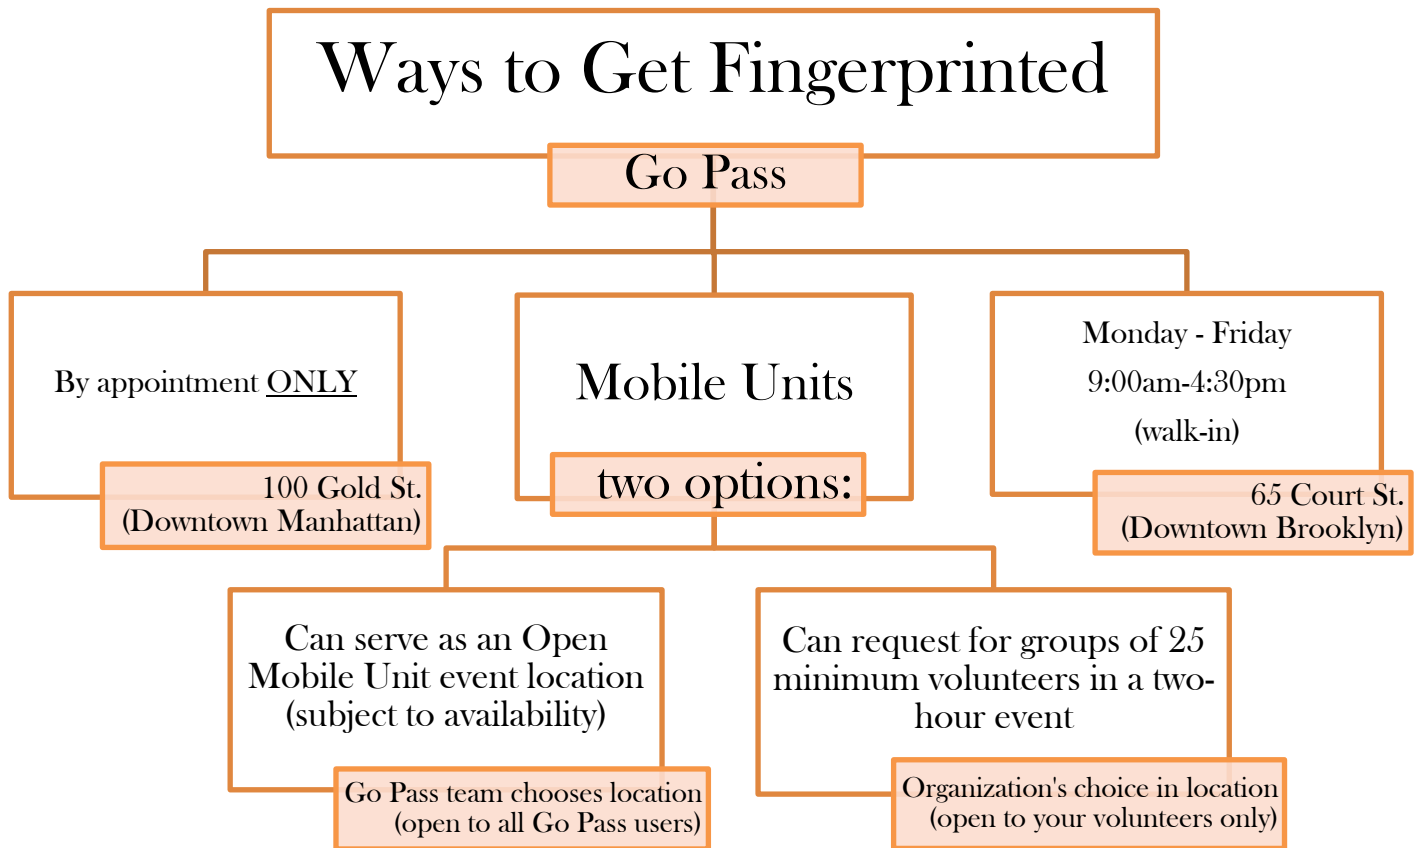 Ways to Get Fingerprinted
Go Pass
By appointment ONLY
100 Gold St.
(Downtown Manhattan)
Mobile Units
two options:
Monday - Friday
9:00am-4:30pm
(walk-in)
65 Court St.
(Downtown Brooklyn)
Can serve as an Open
Mobile Unit event location
(subject to availability)
Go Pass team chooses location
(open to all Go Pass users)
Can request for groups of 25
minimum volunteers in a two-
hour event
Organization's choice in location
(open to your volunteers only)